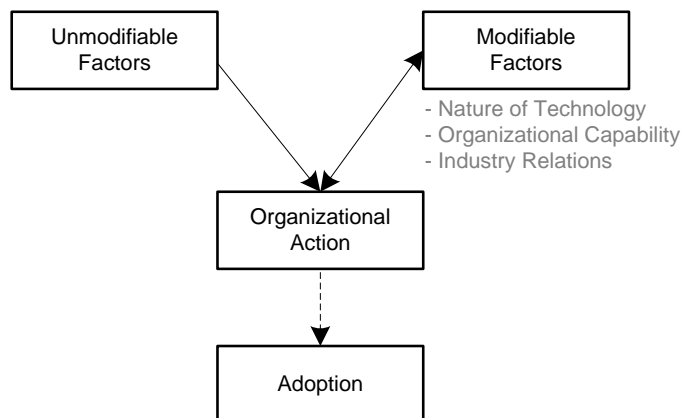 Unmodifiable
Factors
Modifiable
Factors
- Nature of Technology
- Organizational Capability
- Industry Relations
Organizational
Action
Adoption